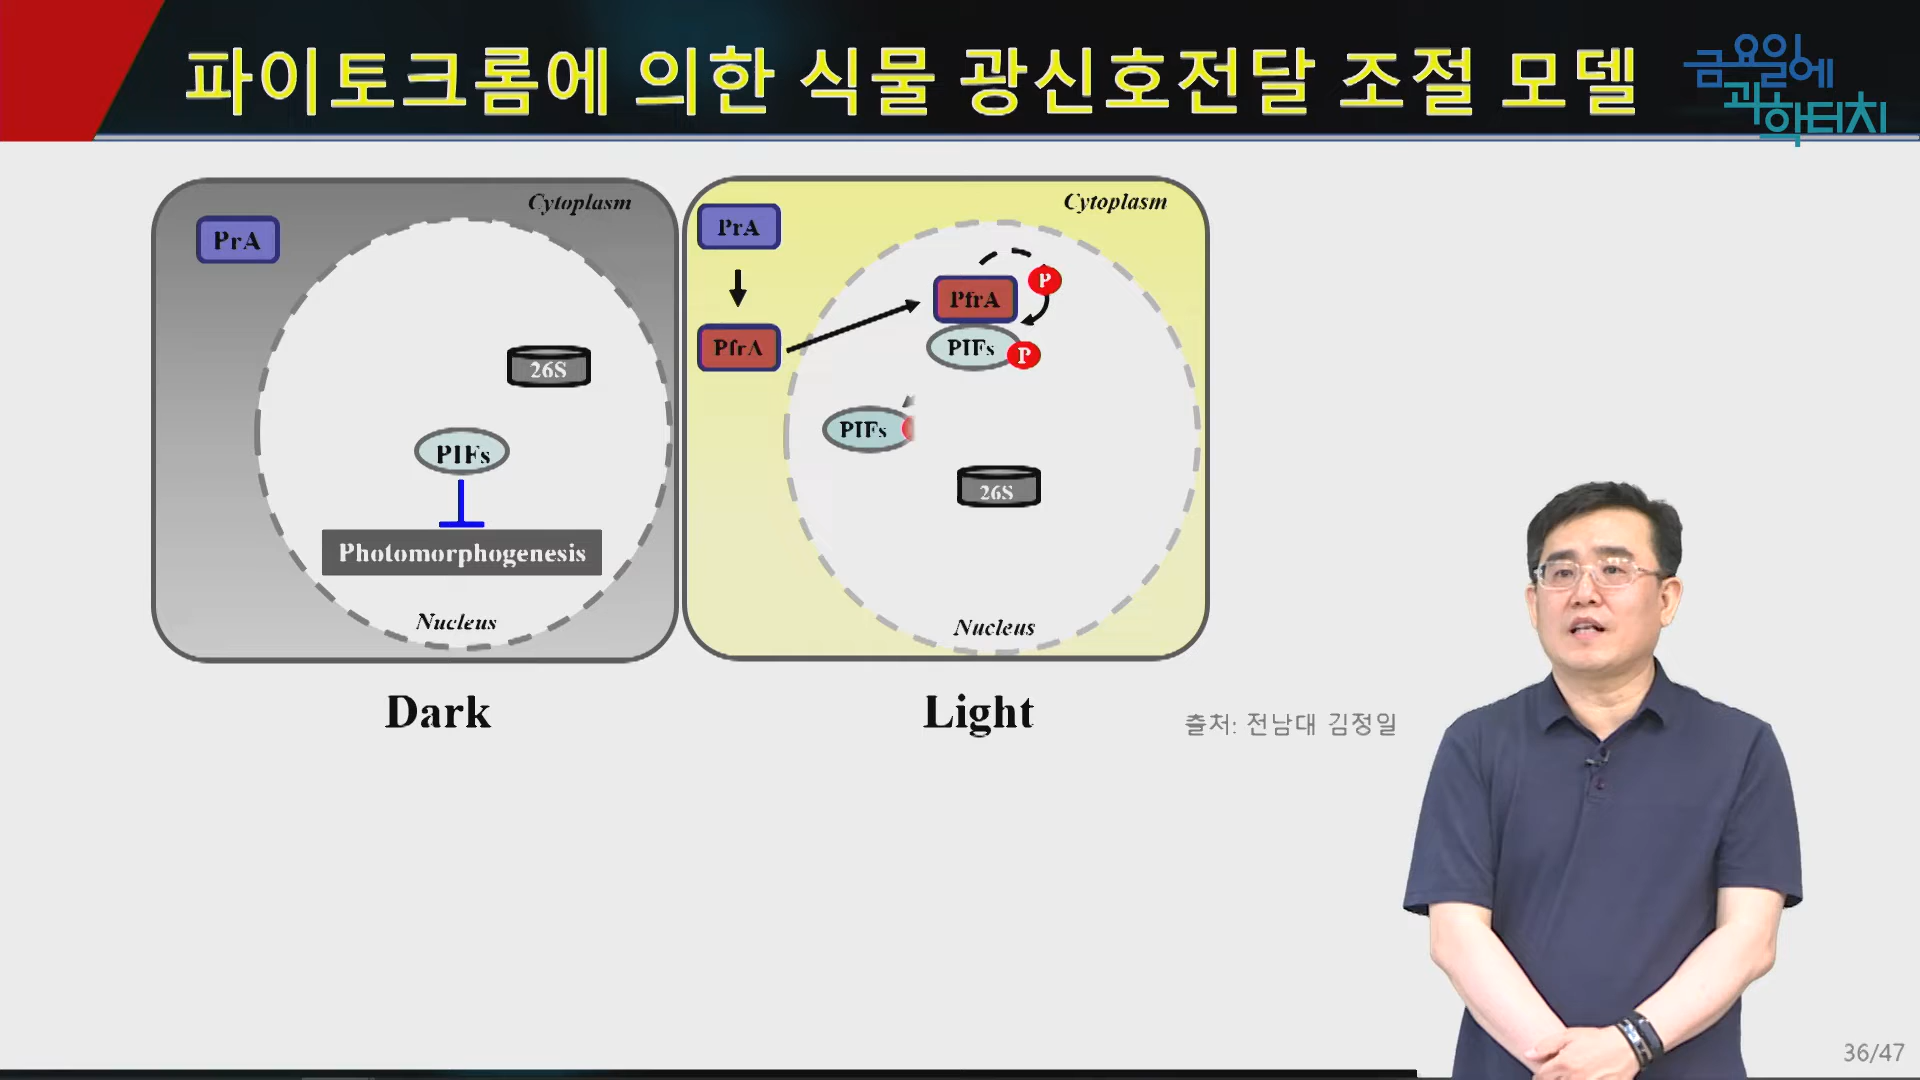 파이토크롬에 의한 식물 광신호전달 조절 모델
금요일에
과학터치
Cytoplasm
PrA
26S
PIFs
Photomorphogenesis
Nucleus
Dark
Cytoplasm
PrA
PfrA
PfrA
P
PIFs
P
PIFs
26S
Nucleus
Light
출처: 전남대 김정일
36/47